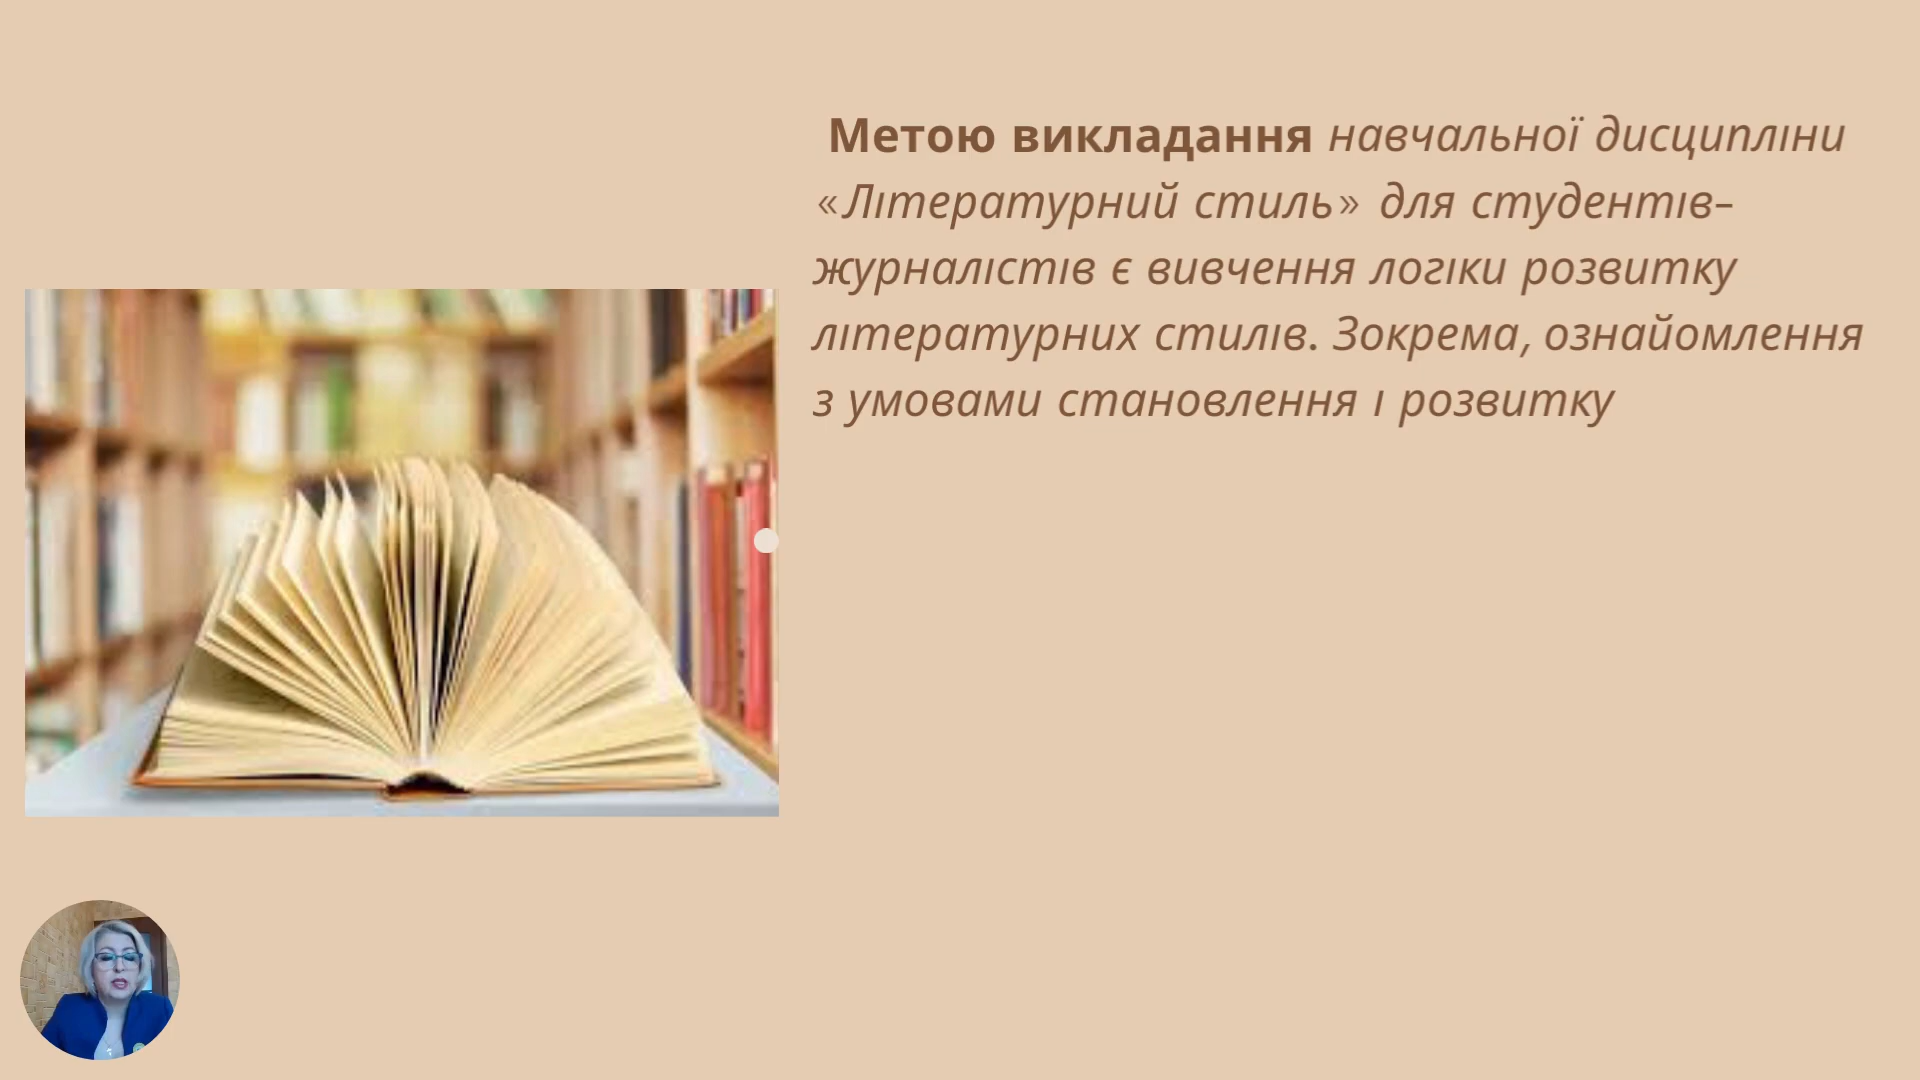 Метою викладання навчальної дисципліни
«Літературний стиль» для студентів–
журналістів є вивчення логіки розвитку
літературних стилів. Зокрема, ознайомлення
з умовами становлення і розвитку